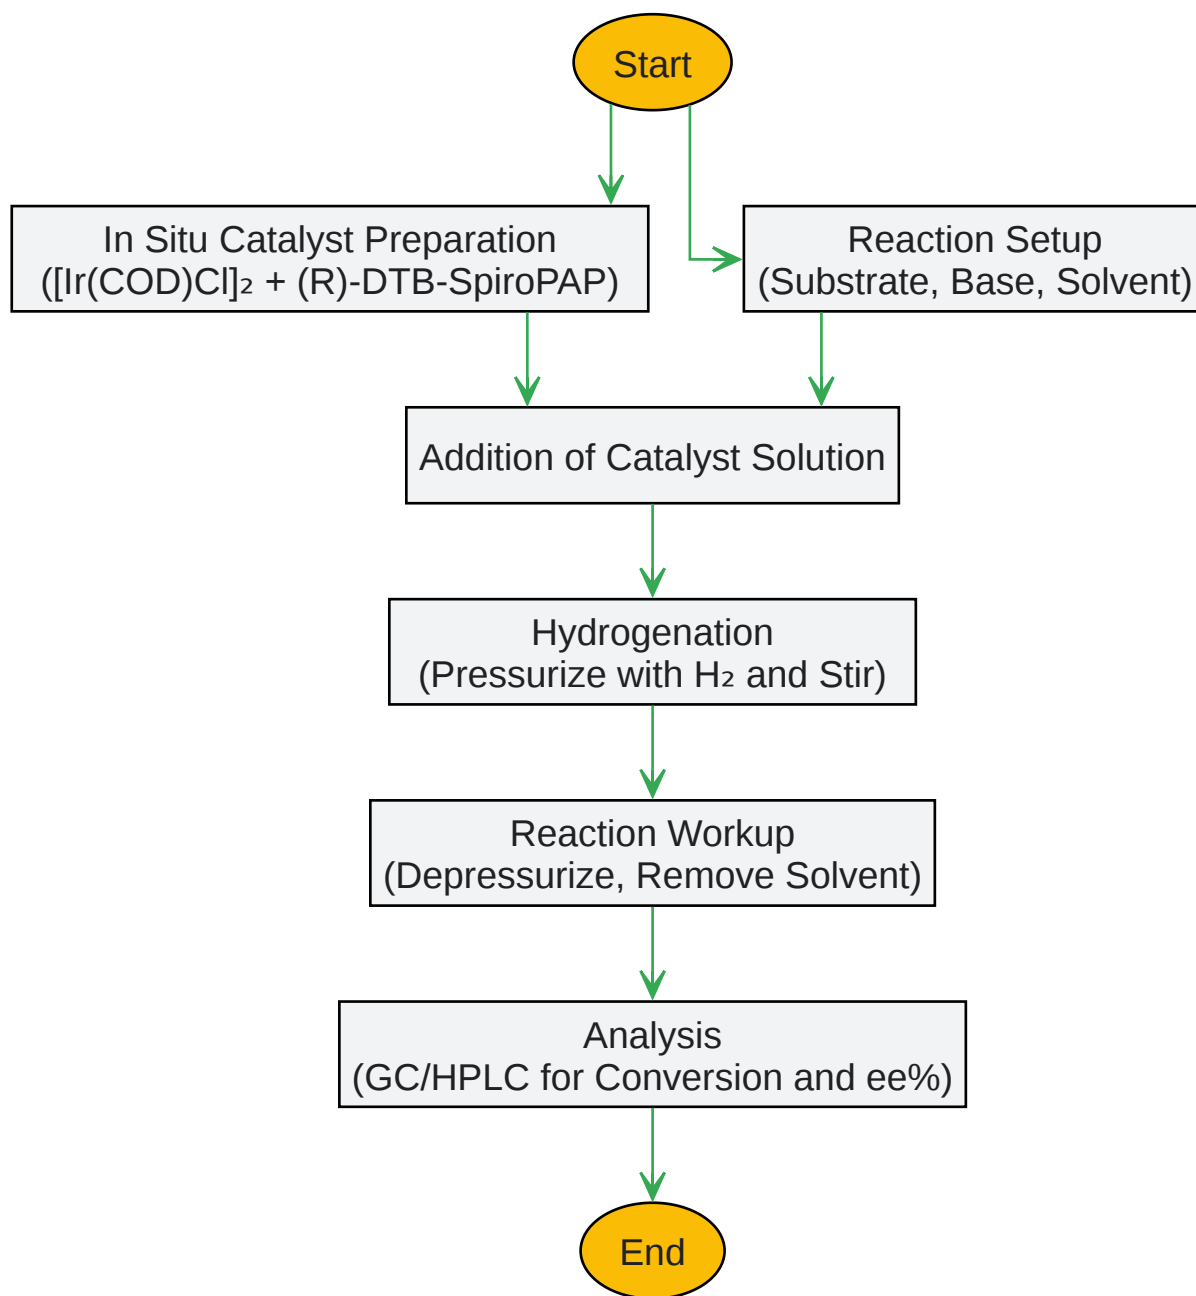 Start
In Situ Catalyst Preparation
([Ir(COD)Cl]₂ + (R)-DTB-SpiroPAP)
Reaction Setup
(Substrate, Base, Solvent)
Addition of Catalyst Solution
Hydrogenation
(Pressurize with H₂ and Stir)
Reaction Workup
(Depressurize, Remove Solvent)
Analysis
(GC/HPLC for Conversion and ee%)
End